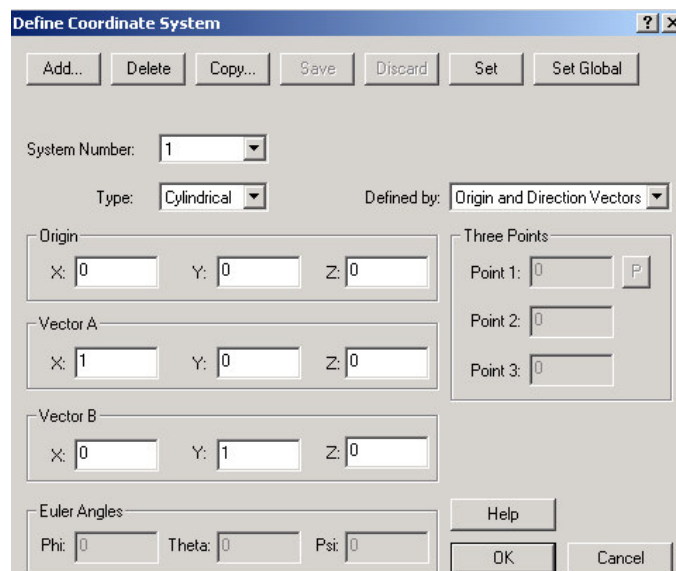 Define Coordinate System
? ×
Add... Delete Copy... Save Discard Set Set Global
System Number: 1
Type: Cylindrical Defined by: Origin and Direction Vectors
Origin
X: 0 Y: 0 Z: 0
Three Points
Point 1: 0 P
Point 2: 0
Point 3: 0
Vector A
X: 1 Y: 0 Z: 0
Vector B
X: 0 Y: 1 Z: 0
Euler Angles
Phi: 0 Theta: 0 Psi: 0
Help
OK Cancel